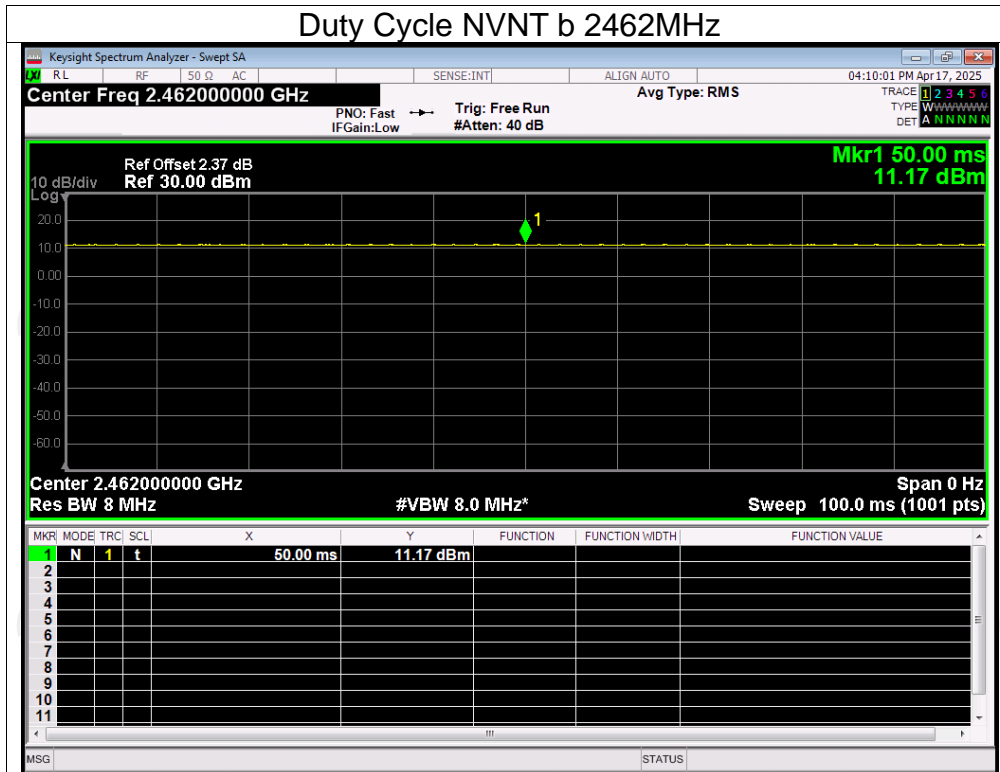 Duty Cycle NVNT b 2462MHz
Keysight Spectrum Analyzer - Swept SA
LXI RL RF 50 Ω AC SENSE:INT ALIGN AUTO 04:10:01 PM Apr 17, 2025
Center Freq 2.462000000 GHz Avg Type: RMS TRACE 1 2 3 4 5 6
PNO: Fast Trig: Free Run TYPE WWWWWWW
IFGain:Low #Atten: 40 dB DET A N N N N N
Mkr1 50.00 ms
11.17 dBm
Ref Offset 2.37 dB
10 dB/div Ref 30.00 dBm
Log
20.0
1
10.0
0.00
-10.0
-20.0
-30.0
-40.0
-50.0
-60.0
Center 2.462000000 GHz Span 0 Hz
Res BW 8 MHz #VBW 8.0 MHz* Sweep 100.0 ms (1001 pts)
MKR MODE TRC SCL X Y FUNCTION FUNCTION WIDTH FUNCTION VALUE
1 N 1 t 50.00 ms 11.17 dBm
2
3
4
5
6
7
8
9
10
11
MSG STATUS